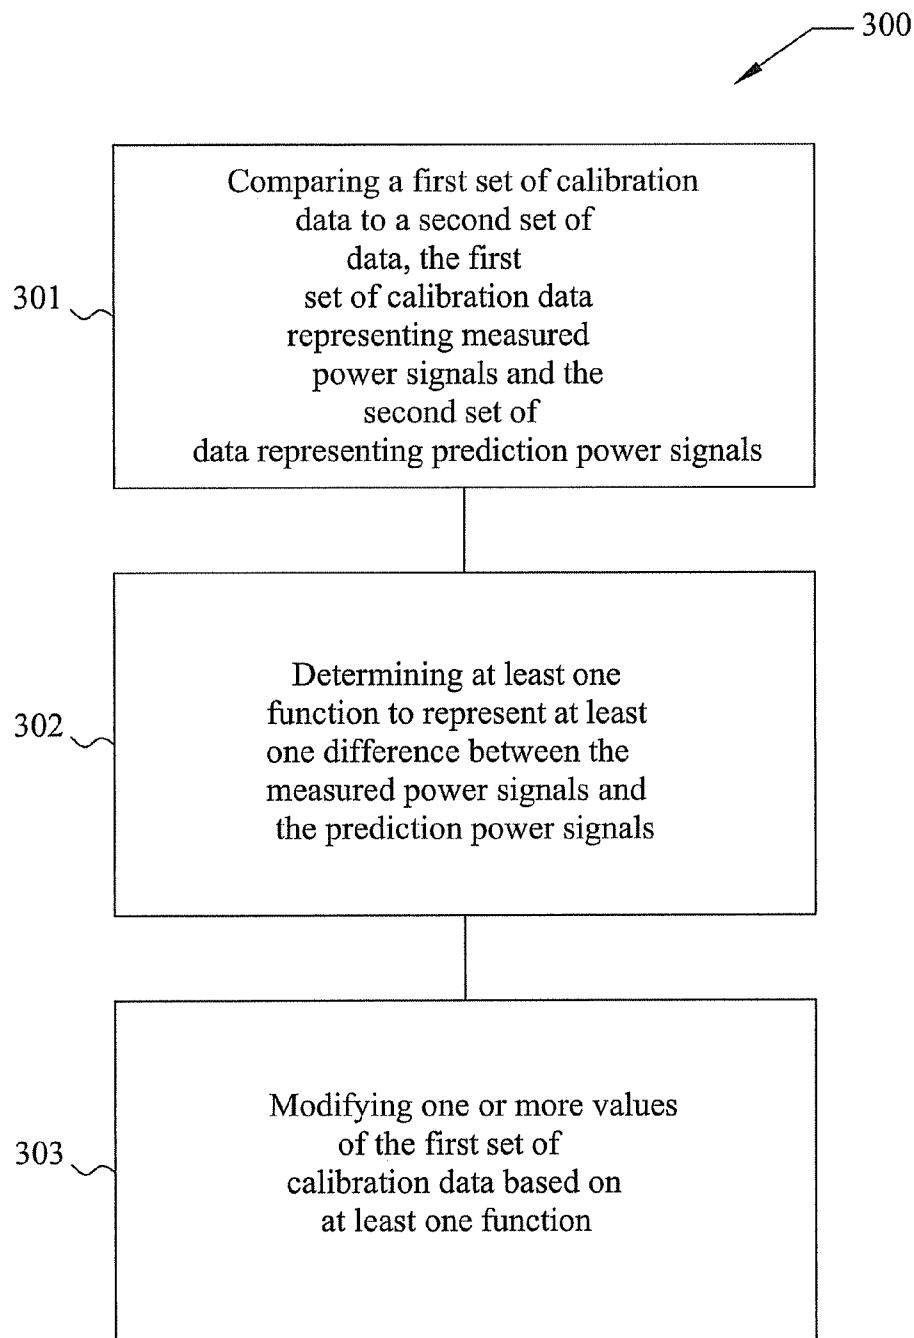 300
Comparing a first set of calibration
data to a second set of
data, the first
set of calibration data
representing measured
power signals and the
second set of
data representing prediction power signals
301
Determining at least one
function to represent at least
one difference between the
measured power signals and
the prediction power signals
302
Modifying one or more values
of the first set of
calibration data based on
at least one function
303